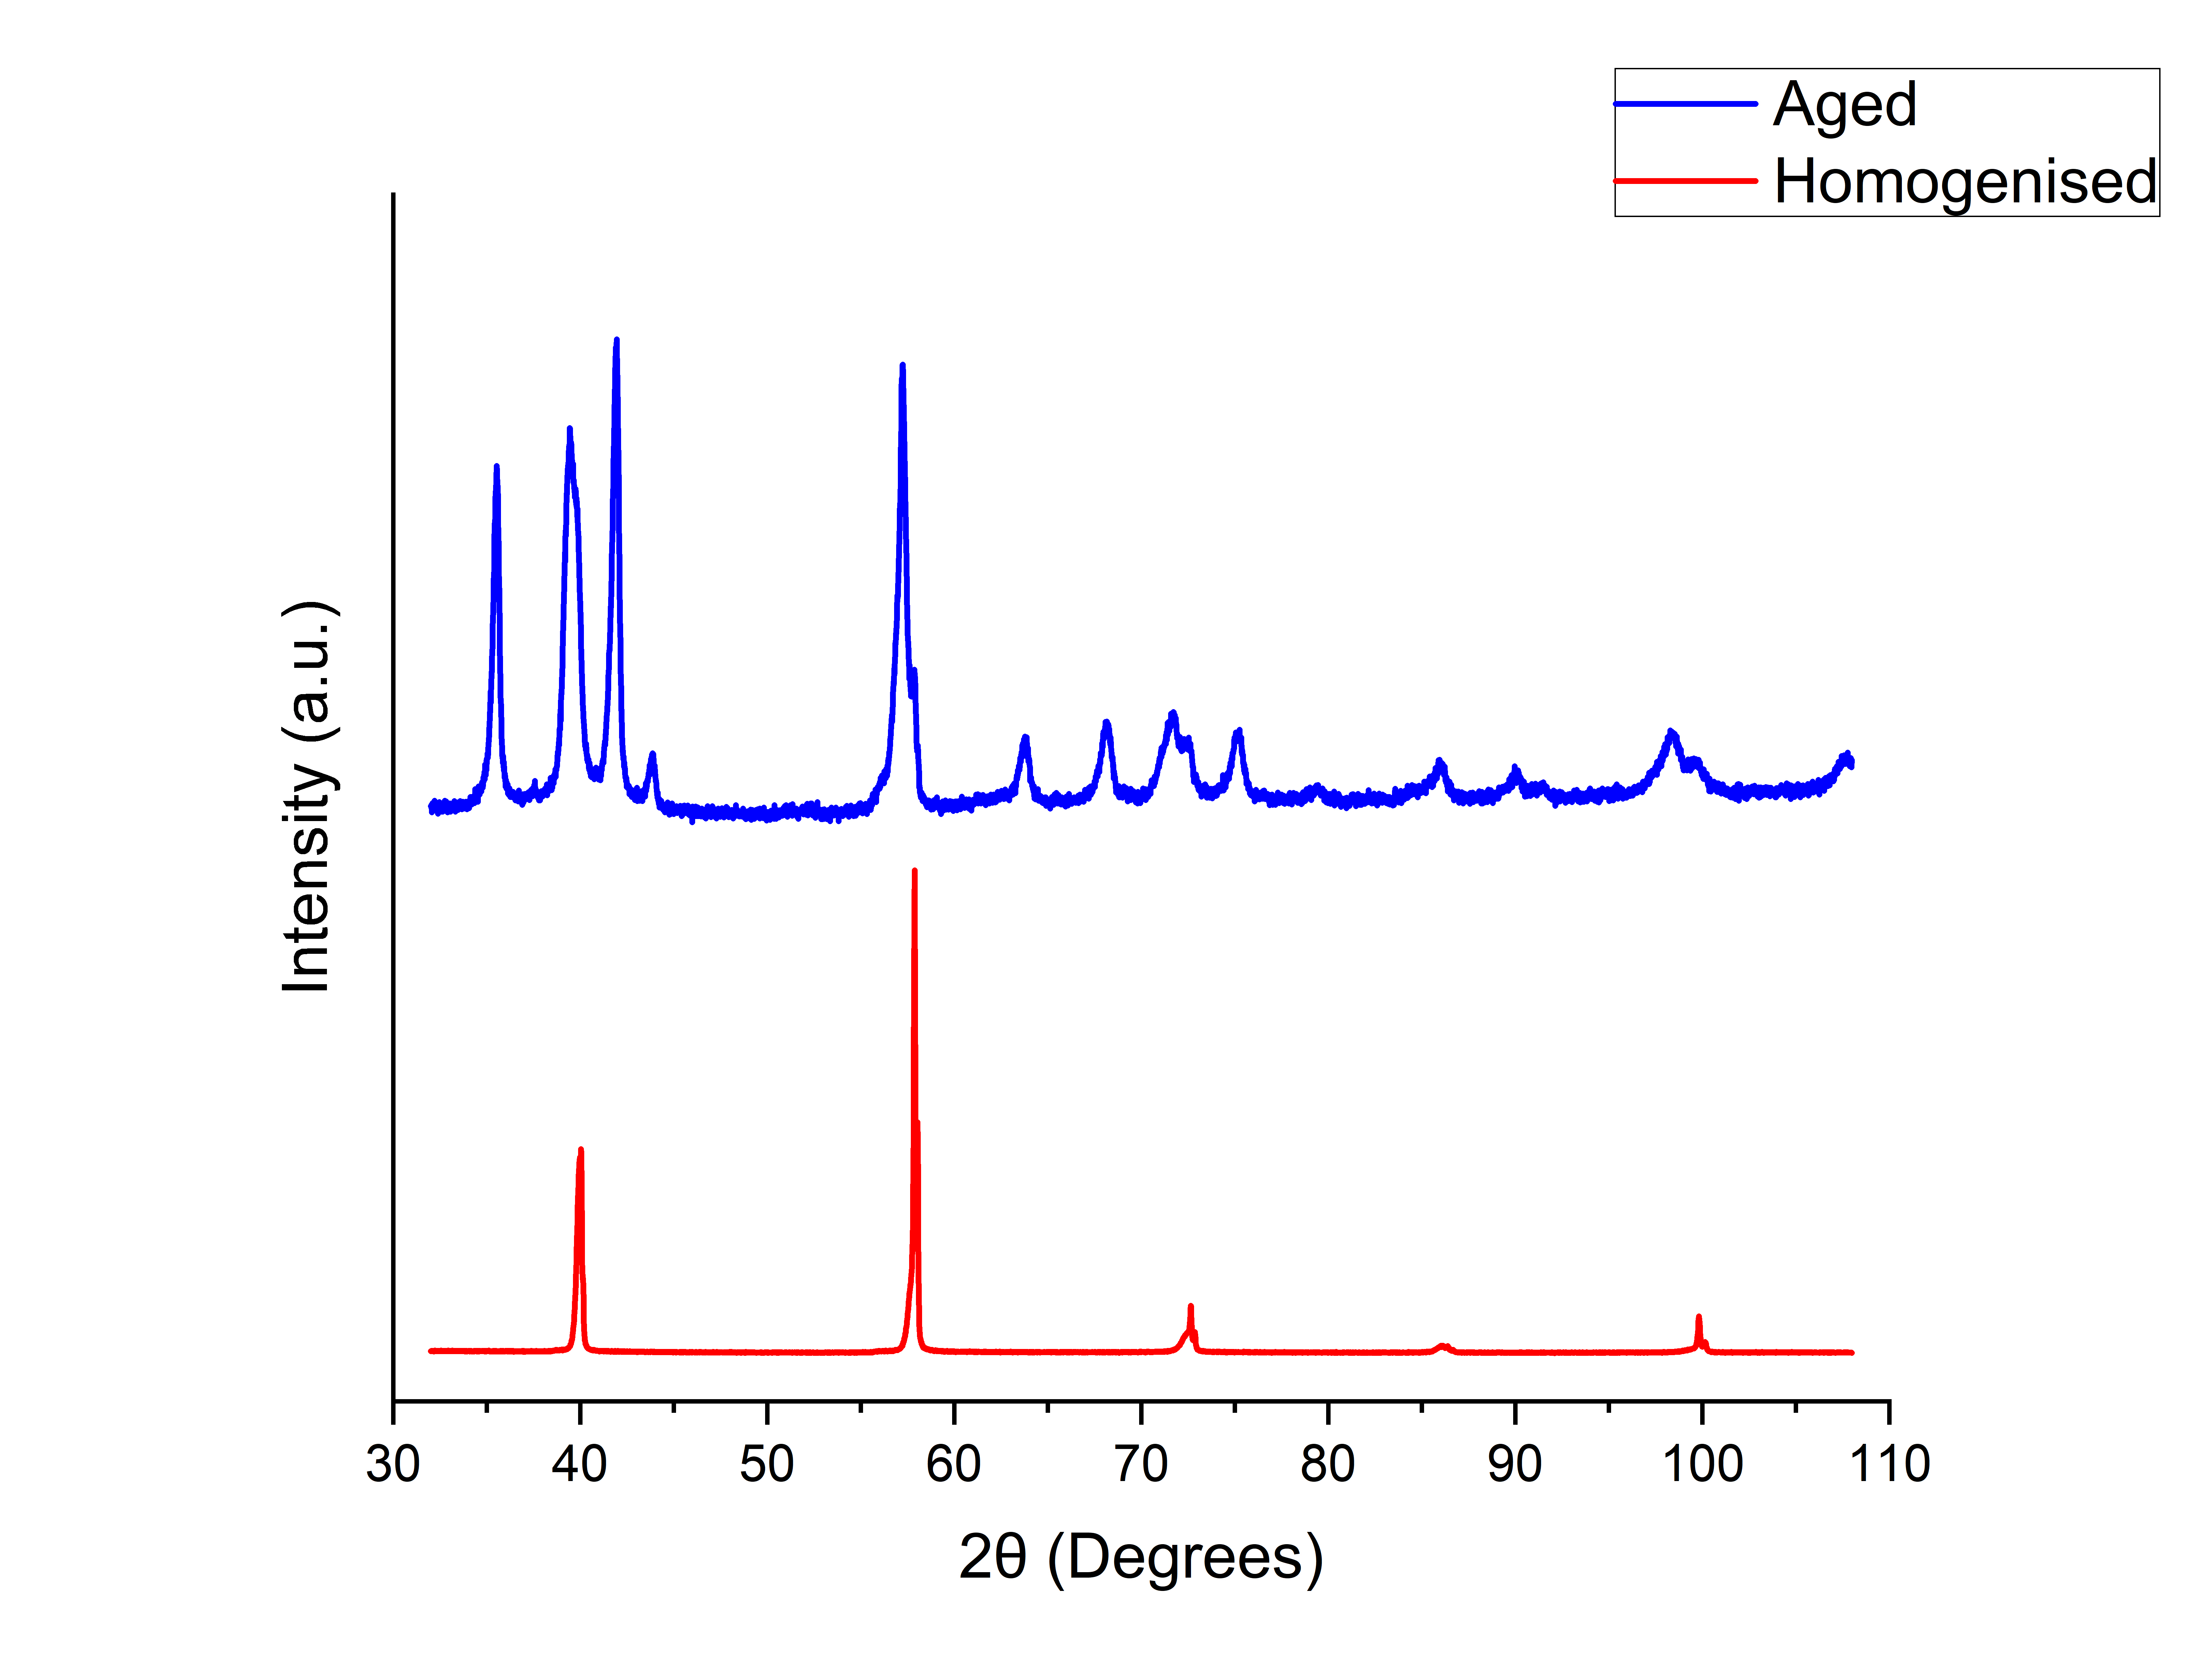 Aged
Homogenised
Intensity (a.u.)
30 40 50 60 70 80 90 100 110
2θ (Degrees)